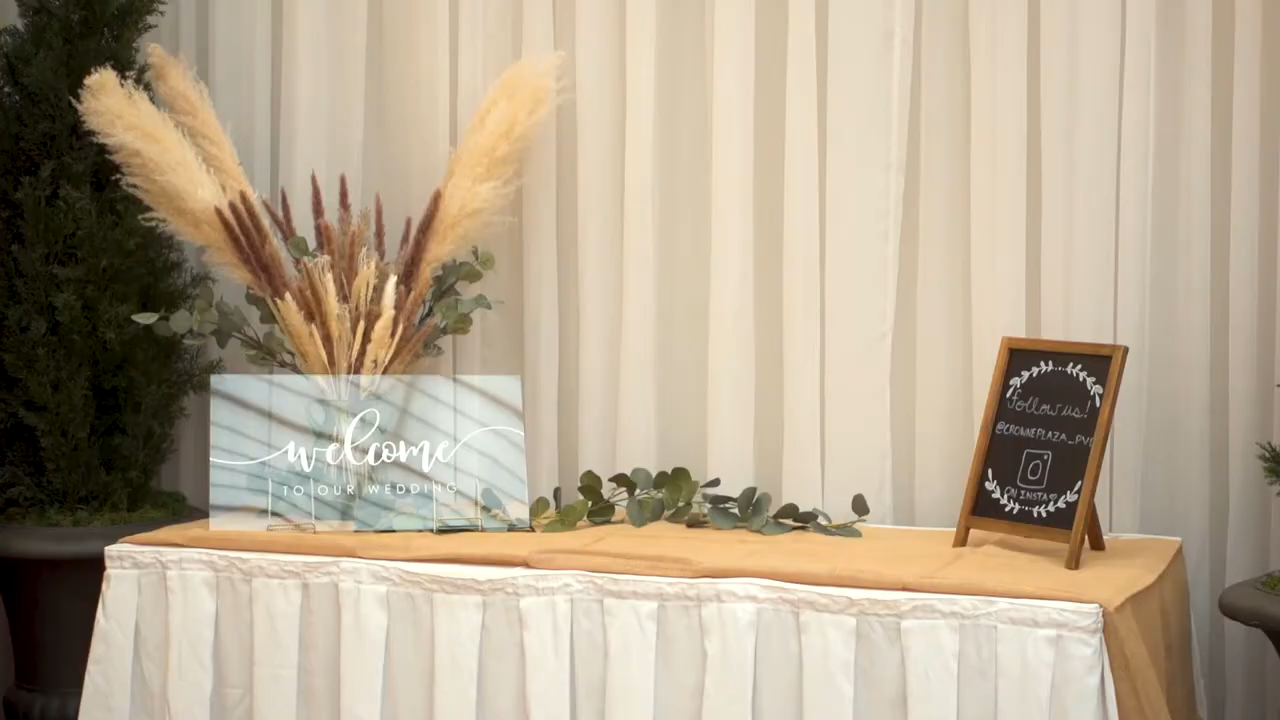 welcome
TO OUR WEDDING
Follow us!
@CROWNEPLAZA_PVD
ON INSTA♡